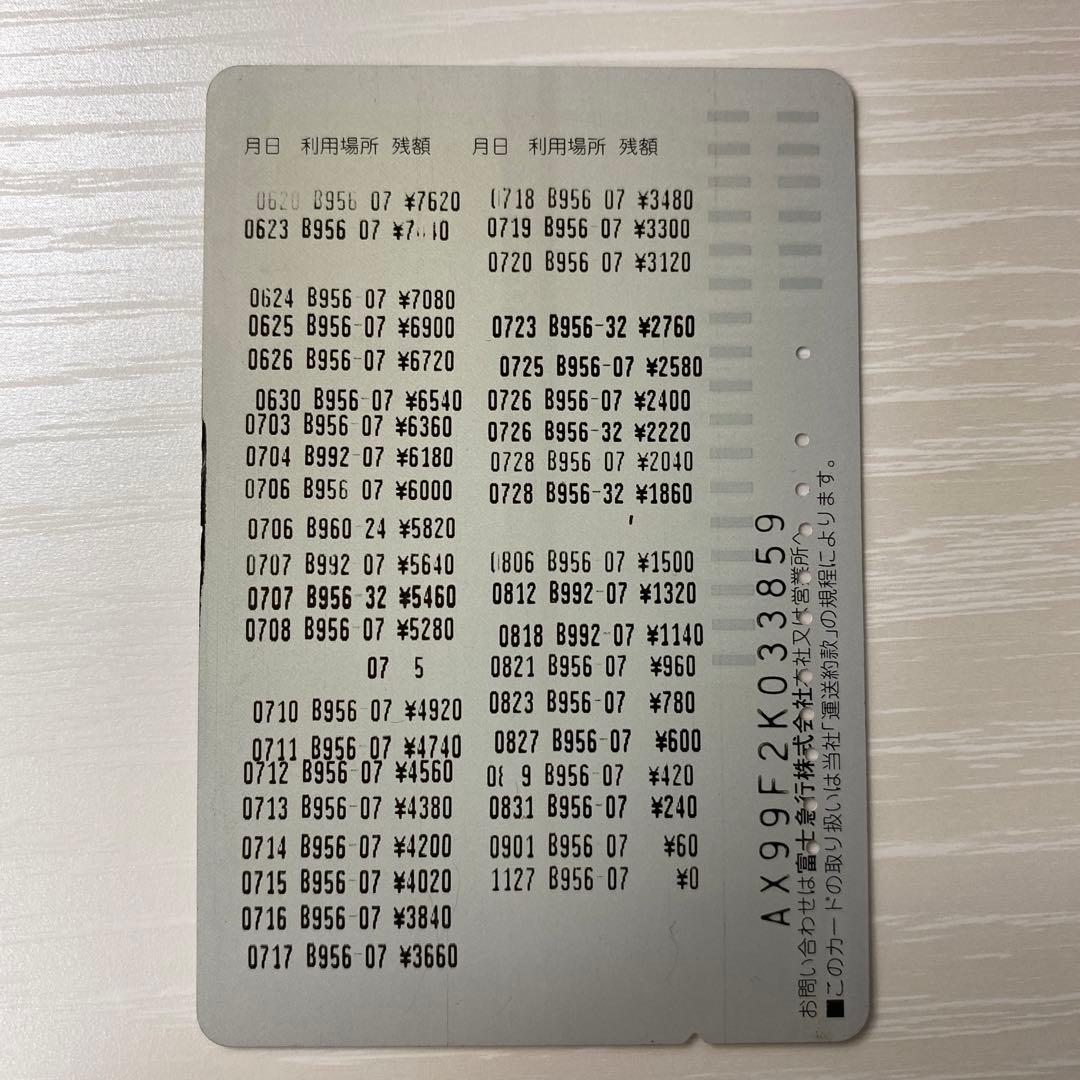 月日 利用場所 残額
0620 B956 07 ¥7620
0623 B956 07
0624 B956-07 ¥7080
0625 B956-07 ¥6900
0626 B956-07 ¥6720
0630 B956-07 ¥6540
0703 B956-07 ¥6360
0704 B992-07 ¥6180
0706 B956 07 ¥6000
0706 B960-24 ¥5820
0707 B992 07 ¥5640
0707 B956-32 ¥5460
0708 B956-07 ¥5280
07 5
0710 B956-07 ¥4920
0711 B956-07 ¥4740
0712 B956-07 ¥4560
0713 B956-07 ¥4380
0714 B956-07 ¥4200
0715 B956-07 ¥4020
0716 B956-07 ¥3840
0717 B956-07 ¥3660
月日 利用場所 残額
0718 B956 07 ¥3480
0719 B956-07 ¥3300
0720 B956 07 ¥3120
0723 B956-32 ¥2760
0725 B956-07 ¥2580
0726 B956-07 ¥2400
0726 B956-32 ¥2220
0728 B956 07 ¥2040
0728 B956-32 ¥1860
0806 B956 07 ¥1500
0812 B992-07 ¥1320
0818 B992-07 ¥1140
0821 B956-07 ¥960
0823 B956-07 ¥780
0827 B956-07 ¥600
B956-07 ¥420
0831 B956-07 ¥240
0901 B956 07 ¥60
1127 B956-07 ¥0
AX99F2K033859
お問い合わせは富士急行株式会社本社又は営業所へ
■このカードの取り扱いは当社「運送約款」の規程によります。